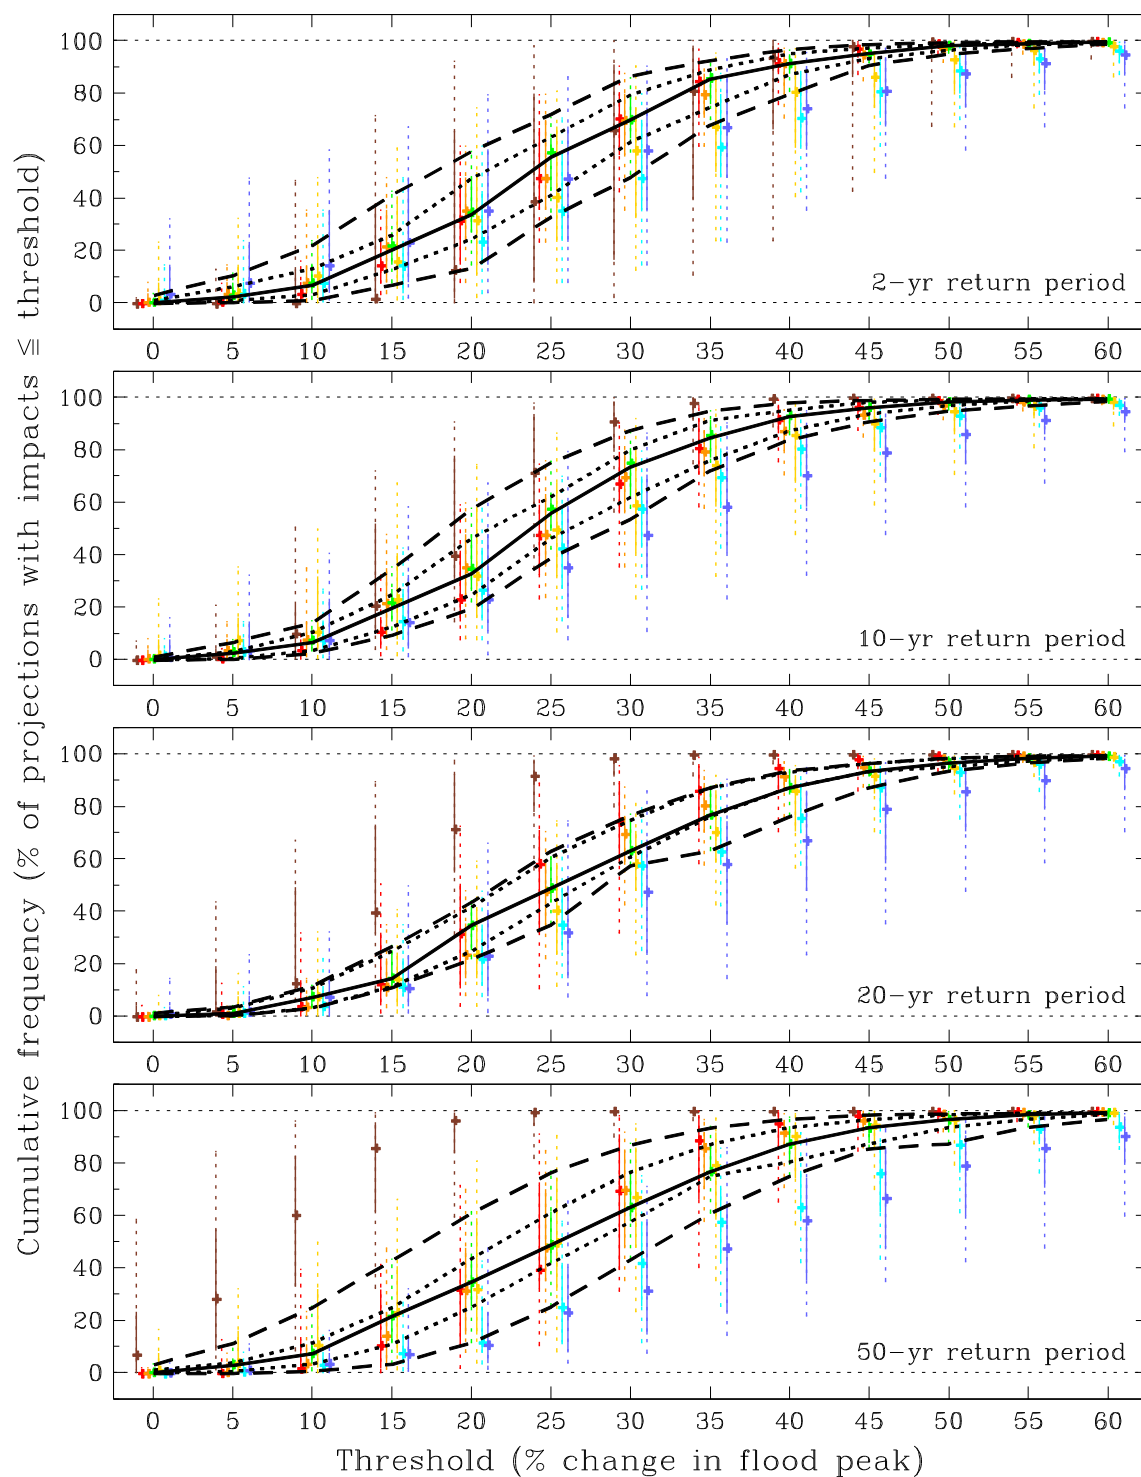 Cumulative frequency (% of projections with impacts ≦ threshold)
100
80
60
40
20
0
2-yr return period
0 5 10 15 20 25 30 35 40 45 50 55 60
100
80
60
40
20
0
10-yr return period
0 5 10 15 20 25 30 35 40 45 50 55 60
100
80
60
40
20
0
20-yr return period
0 5 10 15 20 25 30 35 40 45 50 55 60
100
80
60
40
20
0
50-yr return period
0 5 10 15 20 25 30 35 40 45 50 55 60
Threshold (% change in flood peak)